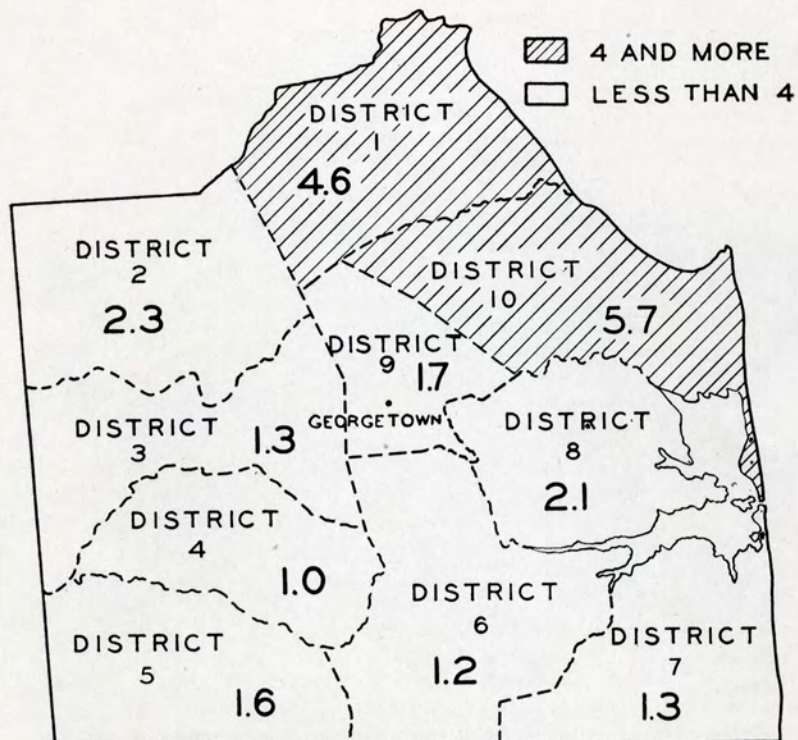 4 AND MORE
LESS THAN 4
DISTRICT
1
4.6
DISTRICT
2
2.3
DISTRICT
10
5.7
DISTRICT
9
1.7
GEORGETOWN
DISTRICT
3
1.3
DISTRICT
8
2.1
DISTRICT
4
1.0
DISTRICT
6
1.2
DISTRICT
5
1.6
DISTRICT
7
1.3